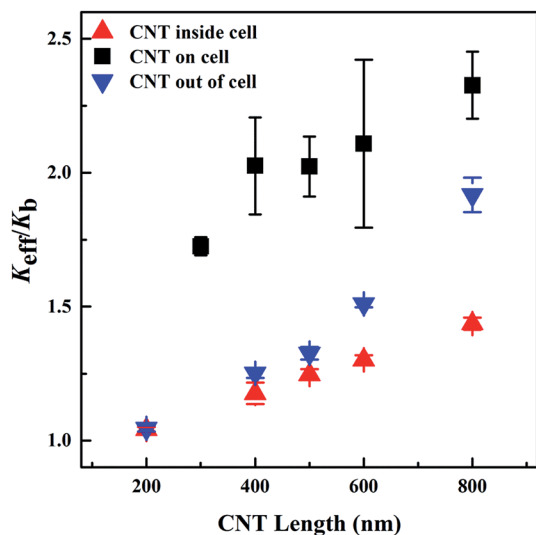 CNT inside cell
CNT on cell
CNT out of cell
2.5
2.0
1.5
1.0
Keff/Kb
200
400
600
800
CNT Length (nm)